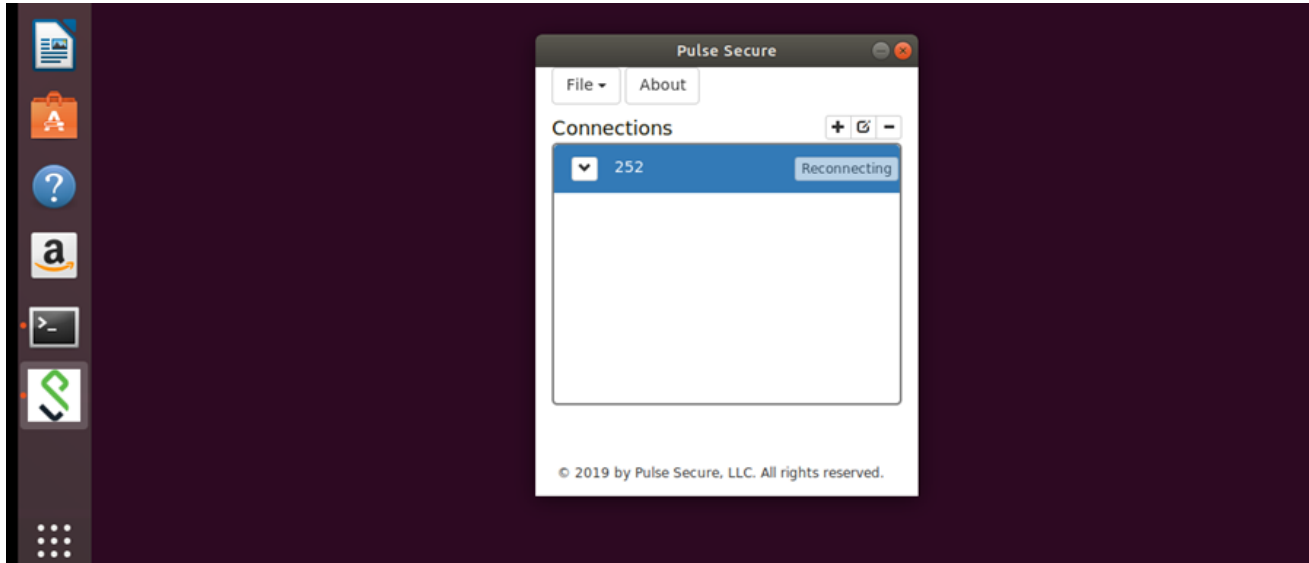 Pulse Secure
File
About
Connections
252
Reconnecting
© 2019 by Pulse Secure, LLC. All rights reserved.